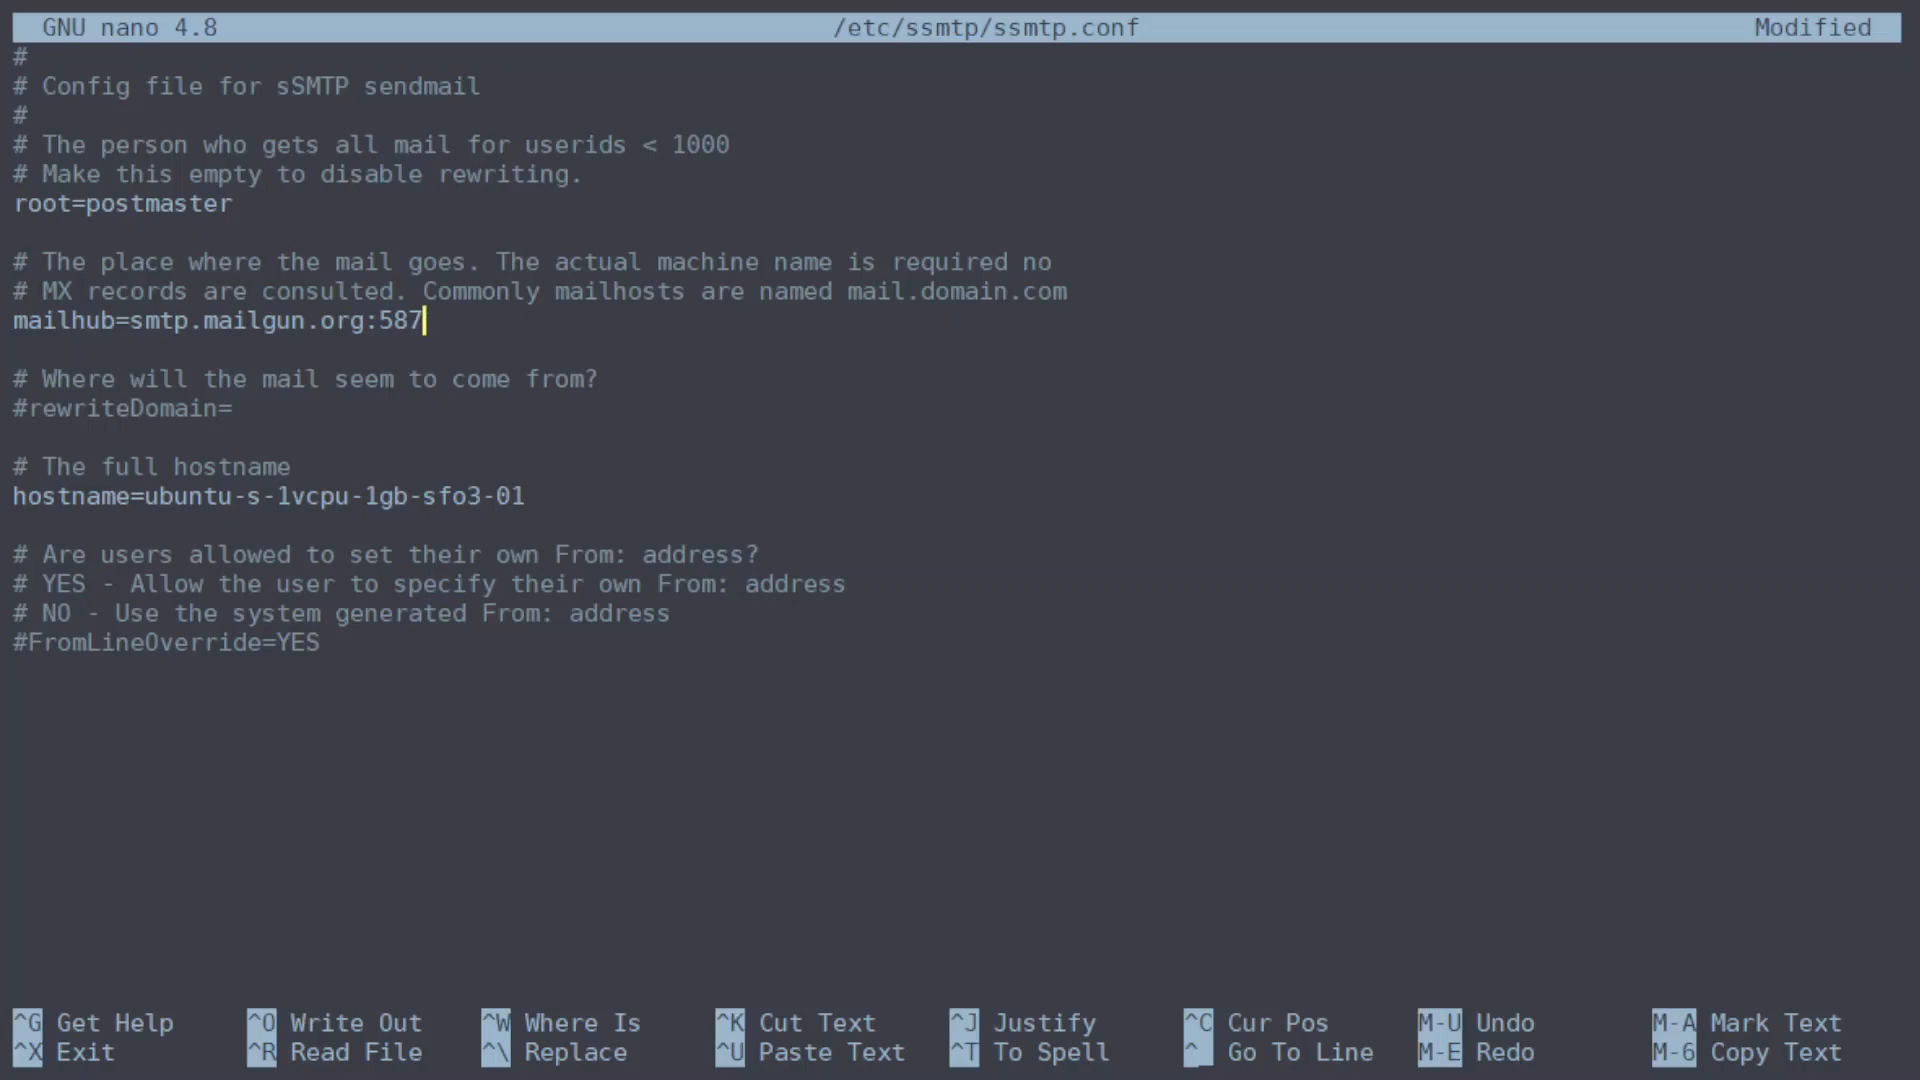 GNU nano 4.8 /etc/ssmtp/ssmtp.conf Modified
#
# Config file for sSMTP sendmail
#
# The person who gets all mail for userids < 1000
# Make this empty to disable rewriting.
root=postmaster
# The place where the mail goes. The actual machine name is required no
# MX records are consulted. Commonly mailhosts are named mail.domain.com
mailhub=smtp.mailgun.org:587
# Where will the mail seem to come from?
#rewriteDomain=
# The full hostname
hostname=ubuntu-s-1vcpu-1gb-sfo3-01
# Are users allowed to set their own From: address?
# YES - Allow the user to specify their own From: address
# NO - Use the system generated From: address
#FromLineOverride=YES
^G Get Help ^O Write Out ^W Where Is ^K Cut Text ^J Justify ^C Cur Pos M-U Undo M-A Mark Text
^X Exit ^R Read File ^\ Replace ^U Paste Text ^T To Spell ^_ Go To Line M-E Redo M-6 Copy Text